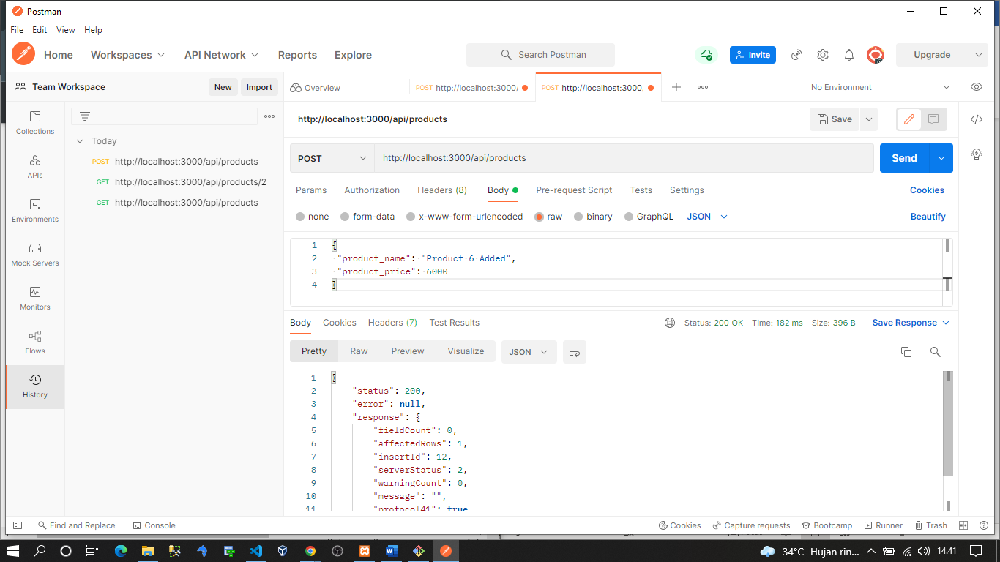 Postman
File Edit View Help
Home Workspaces API Network Reports Explore Search Postman Invite Upgrade
Team Workspace New Import Overview POST http://localhost:3000/ POST http://localhost:3000/ No Environment
Collections
APIs
Environments
Mock Servers
Monitors
Flows
History
Today
POST http://localhost:3000/api/products
GET http://localhost:3000/api/products/2
GET http://localhost:3000/api/products
http://localhost:3000/api/products Save
POST http://localhost:3000/api/products Send
Params Authorization Headers (8) Body Pre-request Script Tests Settings Cookies
none form-data x-www-form-urlencoded raw binary GraphQL JSON Beautify
1 {
2 "product_name": "Product 6 Added",
3 "product_price": 6000
4 }
Body Cookies Headers (7) Test Results Status: 200 OK Time: 182 ms Size: 396 B Save Response
Pretty Raw Preview Visualize JSON
1 {
2 "status": 200,
3 "error": null,
4 "response": {
5 "fieldCount": 0,
6 "affectedRows": 1,
7 "insertId": 12,
8 "serverStatus": 2,
9 "warningCount": 0,
10 "message": "",
11 "protocol41": true
Find and Replace Console Cookies Capture requests Bootcamp Runner Trash
34°C Hujan rin... 14.41